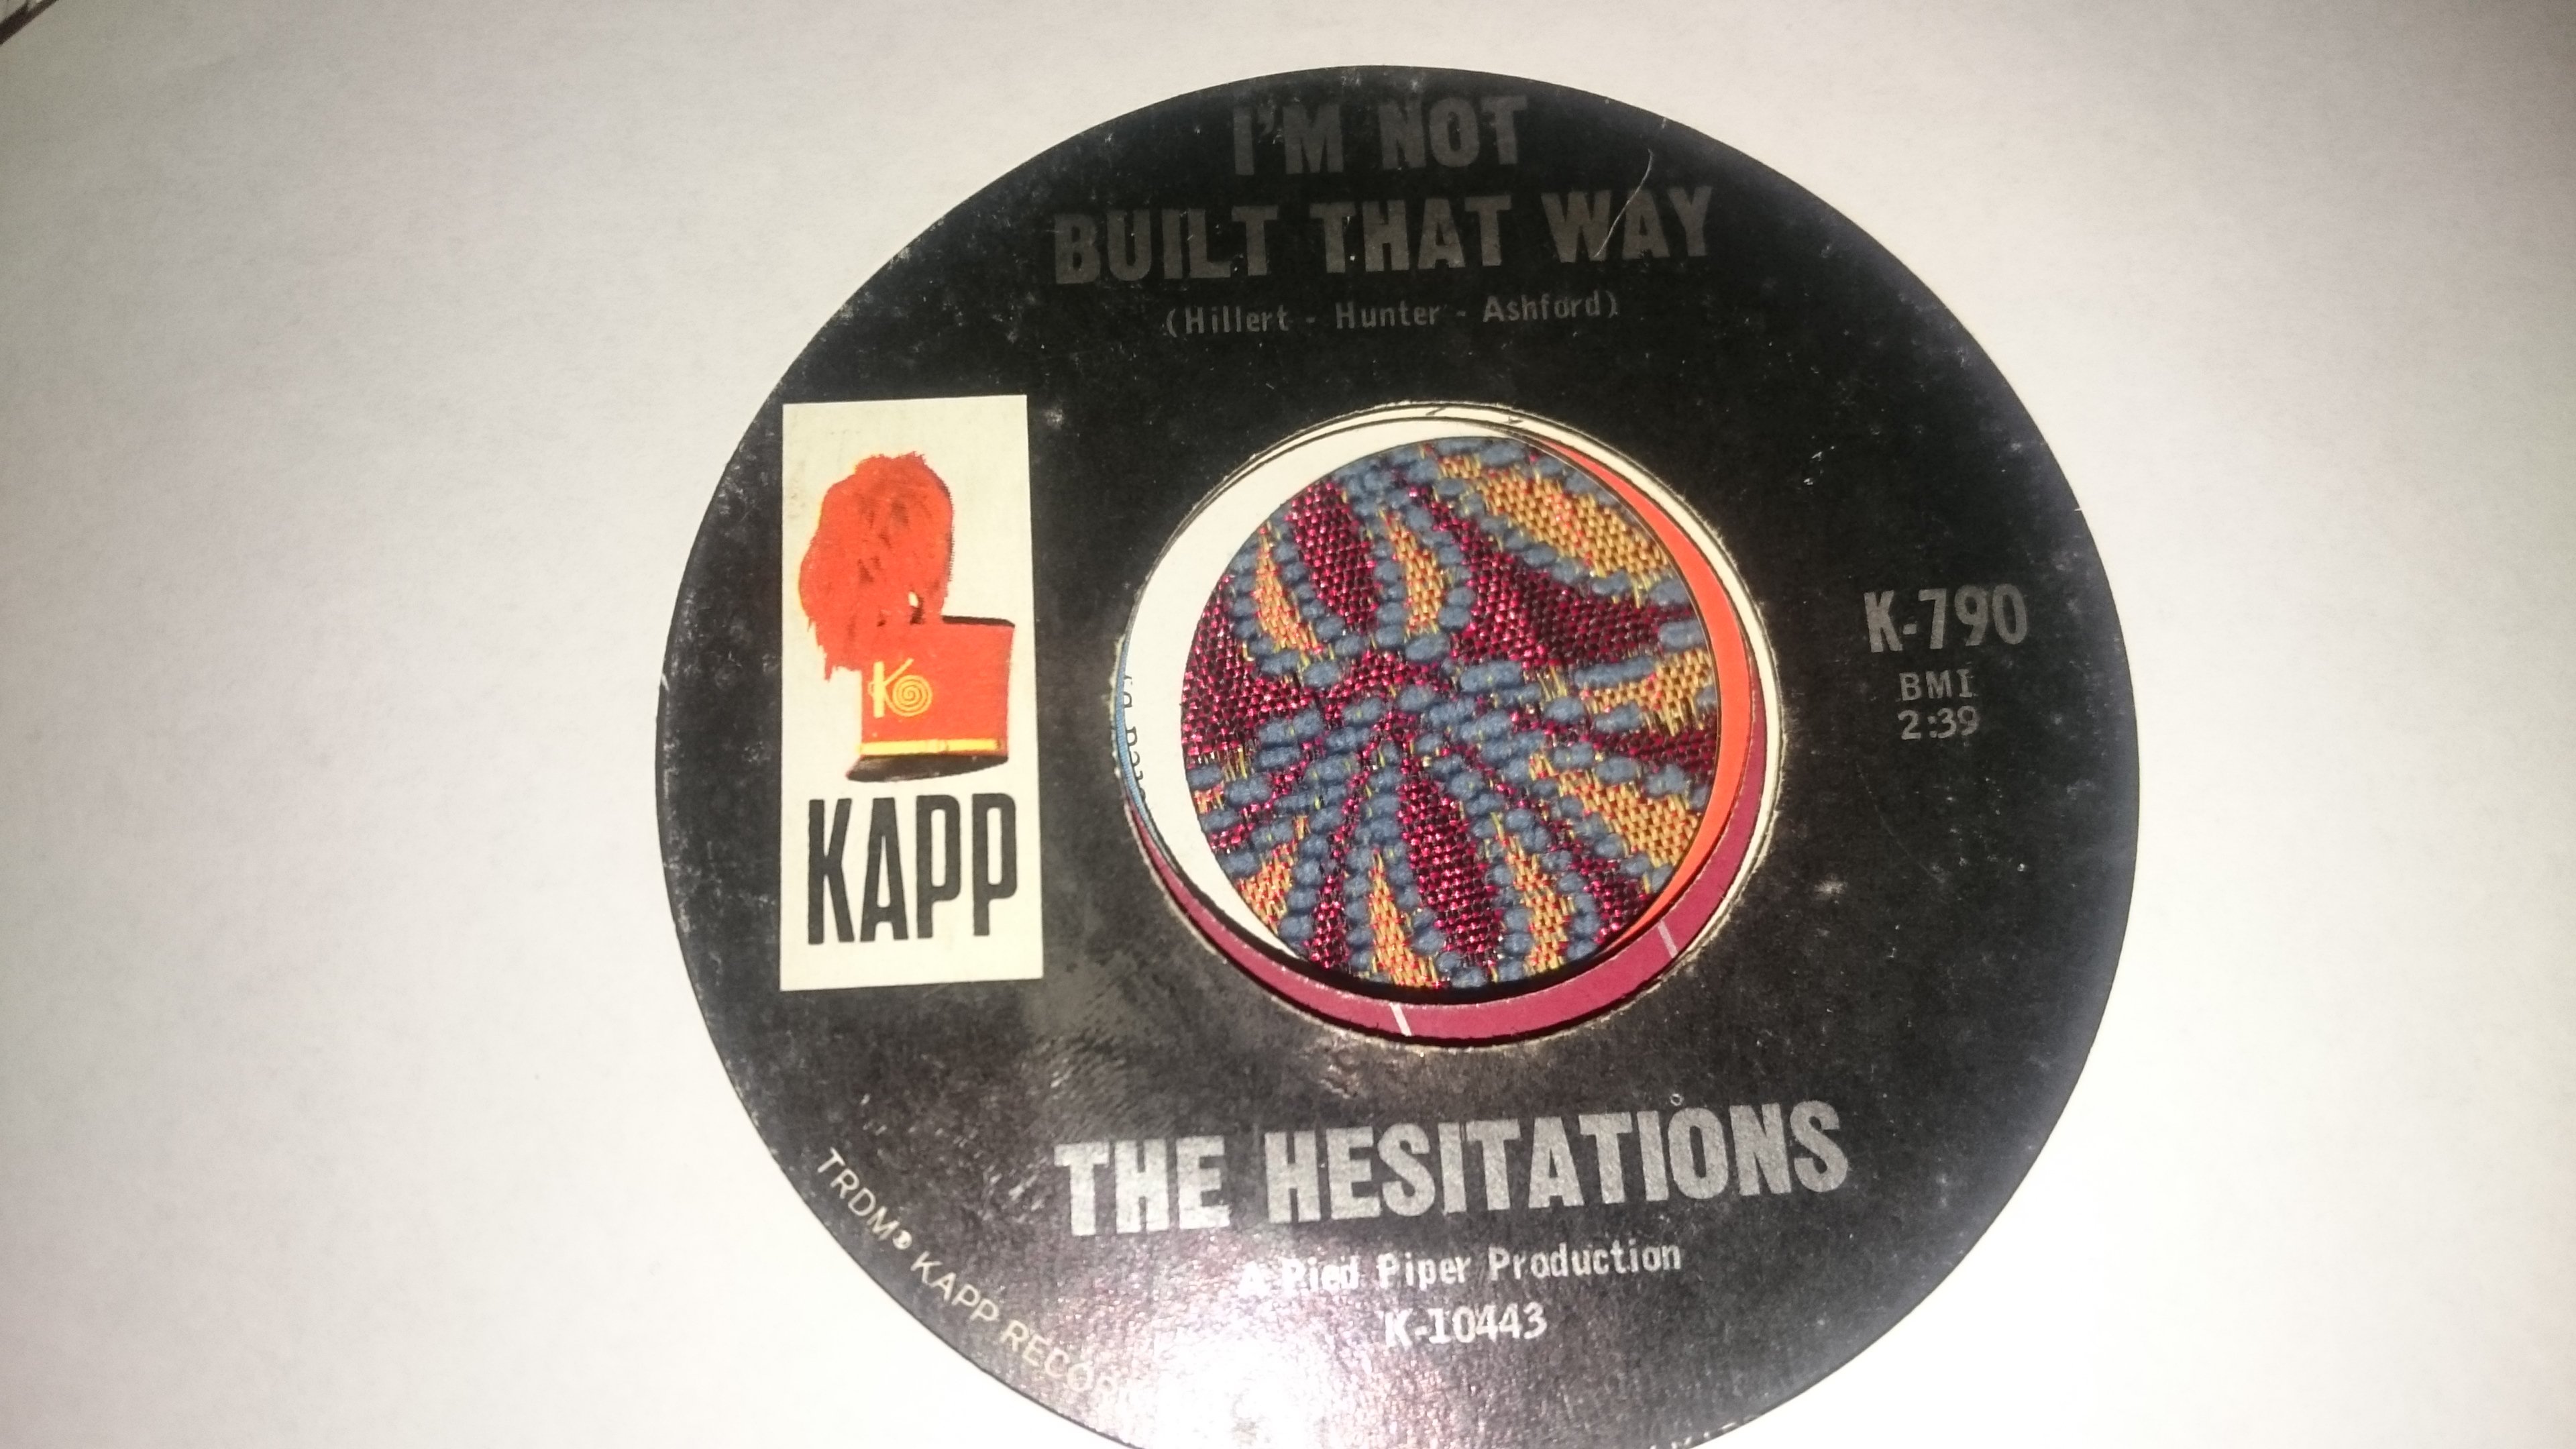 I'M NOT
BUILT THAT WAY
(Hillert - Hunter - Ashford)
K
KAPP
K-790
BMI
2:39
THE HESITATIONS
A Pied Piper Production
K-10443
TRDM® KAPP RECOR